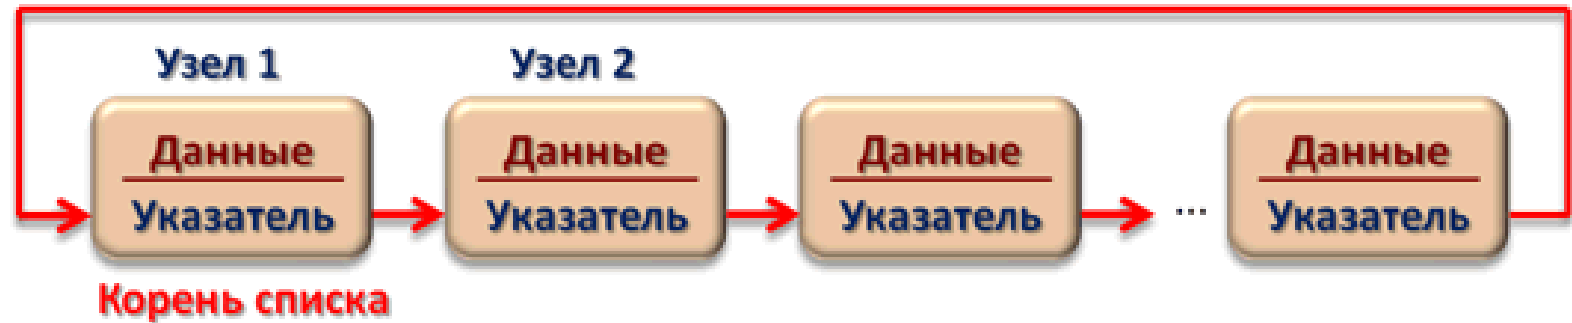 Узел 1 Узел 2
Данные Данные Данные Данные
Указатель Указатель Указатель ... Указатель
Корень списка